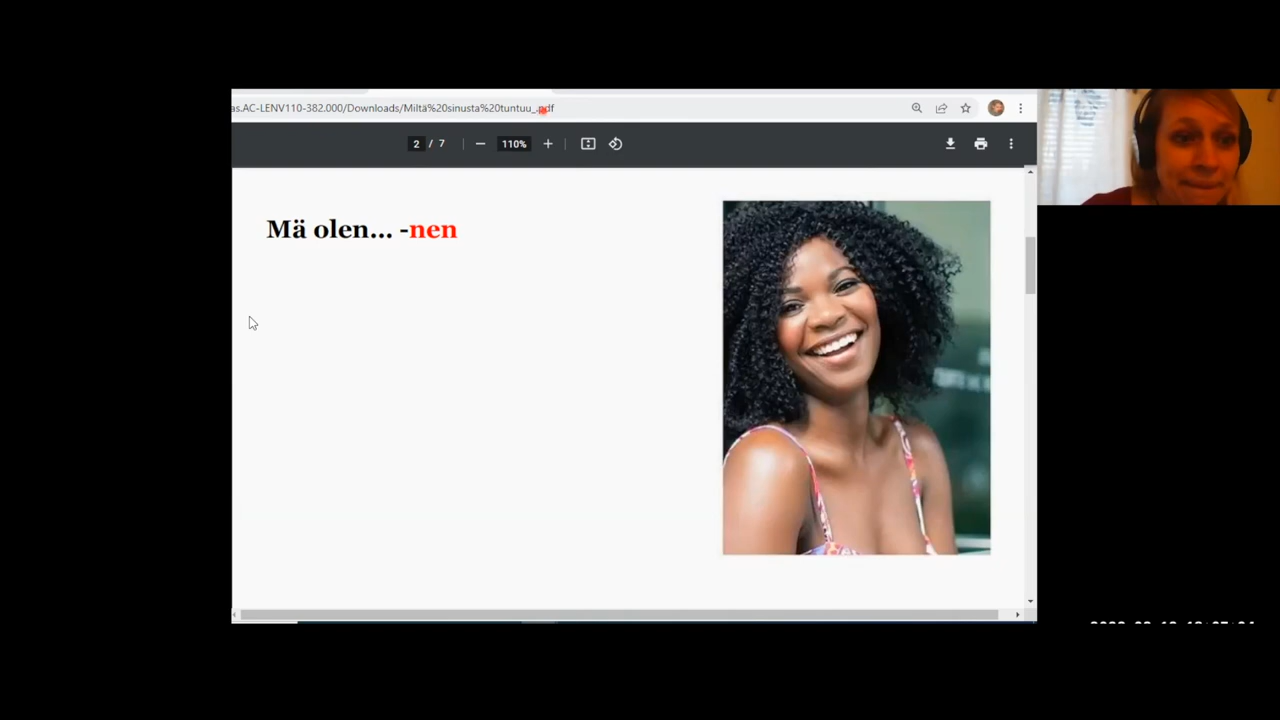 as.AC-LENV110-382.000/Downloads/Miltä%20sinusta%20tuntuu_.pdf
2 / 7
110%
Mä olen... -nen